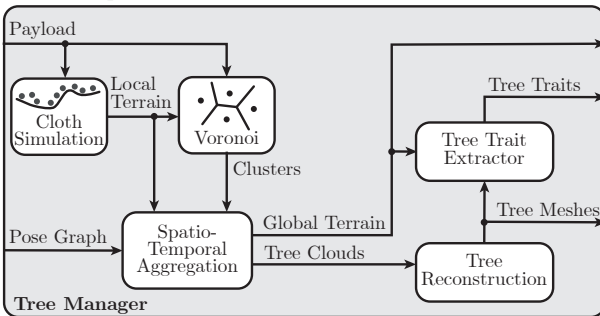 Payload
Local
Terrain
Tree Traits
Cloth
Simulation
Voronoi
Tree Trait
Extractor
Clusters
Pose Graph
Spatio-
Temporal
Aggregation
Global Terrain
Tree Clouds
Tree Meshes
Tree
Reconstruction
Tree Manager